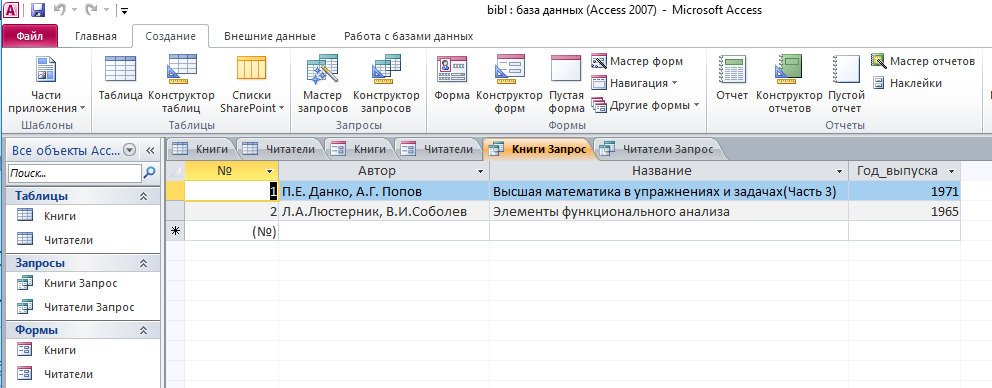 bibl : база данных (Access 2007) - Microsoft Access
Файл Главная Создание Внешние данные Работа с базами данных
Части приложения Таблица Конструктор таблиц Списки SharePoint Мастер запросов Конструктор запросов Форма Конструктор форм Пустая форма Мастер форм Навигация Другие формы Отчет Конструктор отчетов Пустой отчет Мастер отчетов Наклейки
Шаблоны Таблицы Запросы Формы Отчеты
Все объекты Acc... Книги Читатели Книги Читатели Книги Запрос Читатели Запрос
Поиск...
№ Автор Название Год_выпуска
1 П.Е. Данко, А.Г. Попов Высшая математика в упражнениях и задачах(Часть 3) 1971
2 Л.А.Люстерник, В.И.Соболев Элементы функционального анализа 1965
(№)
Таблицы
Книги
Читатели
Запросы
Книги Запрос
Читатели Запрос
Формы
Книги
Читатели